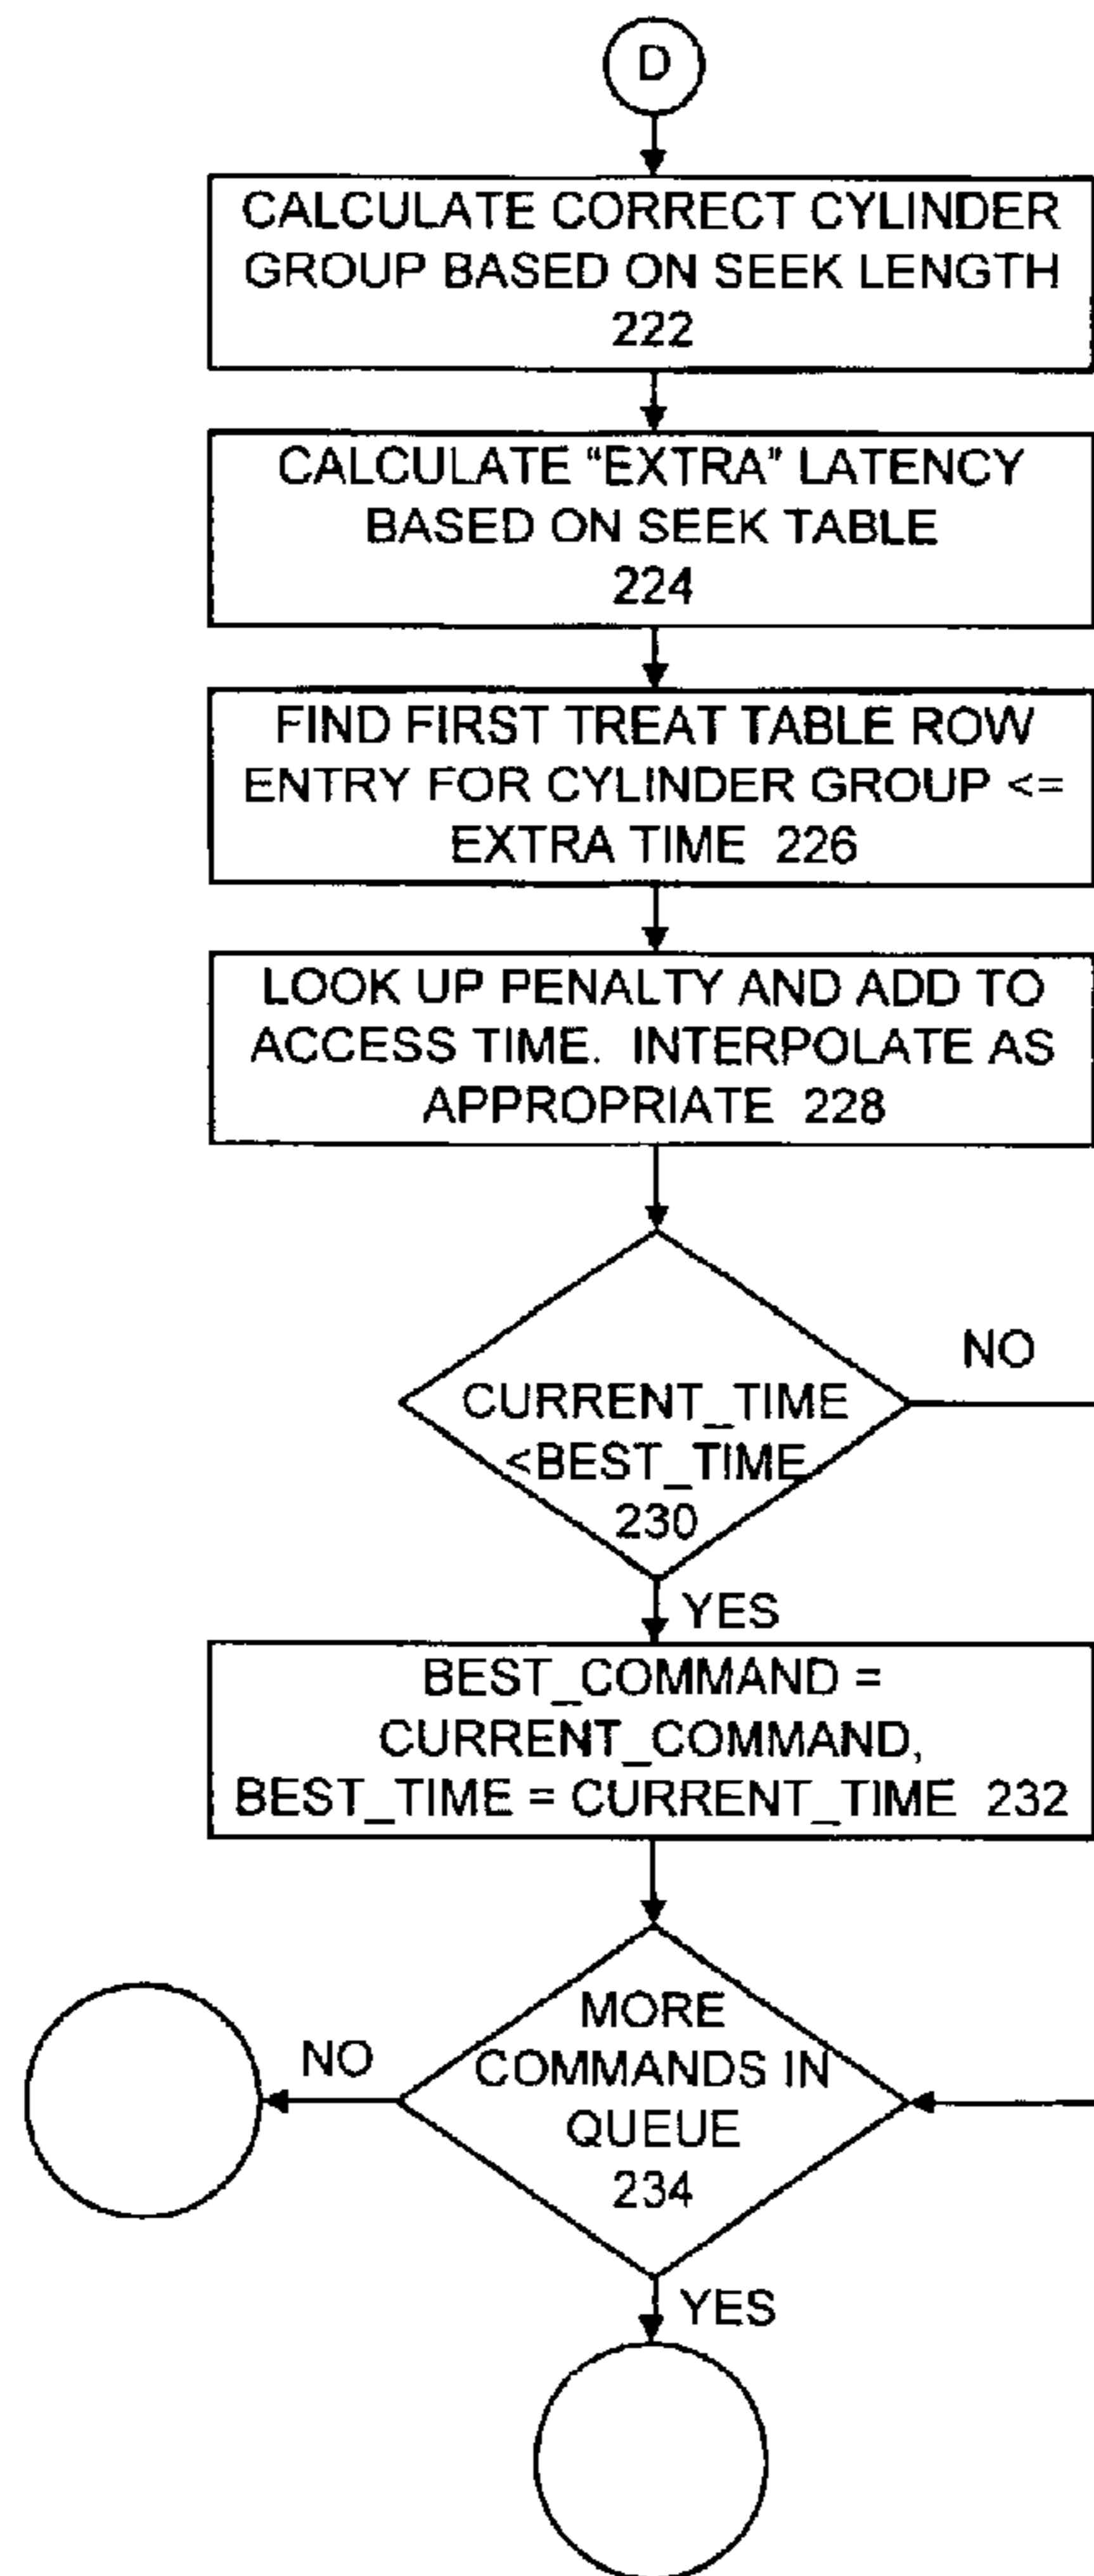 D
CALCULATE CORRECT CYLINDER
GROUP BASED ON SEEK LENGTH
222
CALCULATE “EXTRA” LATENCY
BASED ON SEEK TABLE
224
FIND FIRST TREAT TABLE ROW
ENTRY FOR CYLINDER GROUP <=
EXTRA TIME 226
LOOK UP PENALTY AND ADD TO
ACCESS TIME. INTERPOLATE AS
APPROPRIATE 228
NO
CURRENT_TIME
<BEST_TIME
230
YES
BEST_COMMAND =
CURRENT_COMMAND,
BEST_TIME = CURRENT_TIME 232
MORE
COMMANDS IN
QUEUE
234
NO
YES